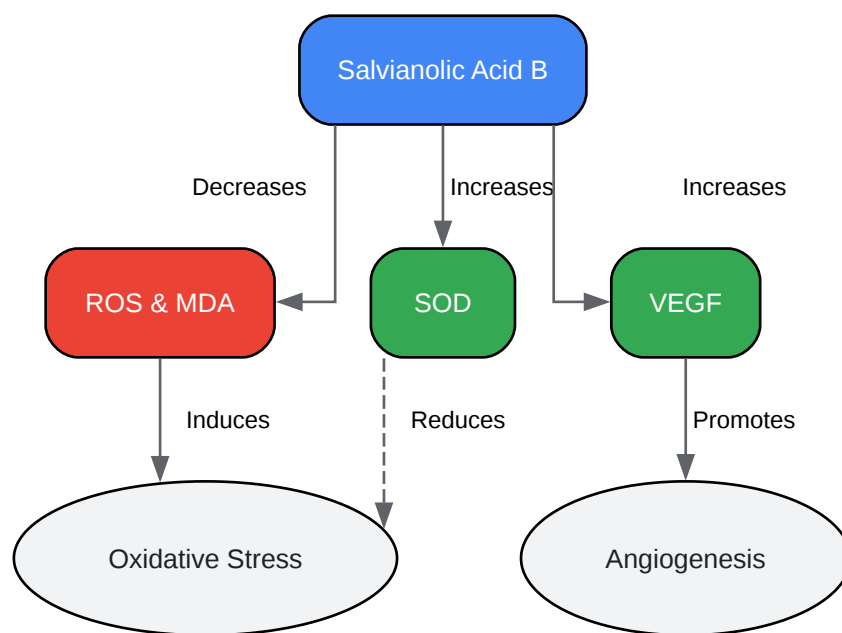 Salvianolic Acid B
Decreases
Increases
Increases
ROS & MDA
SOD
VEGF
Induces
Reduces
Promotes
Oxidative Stress
Angiogenesis